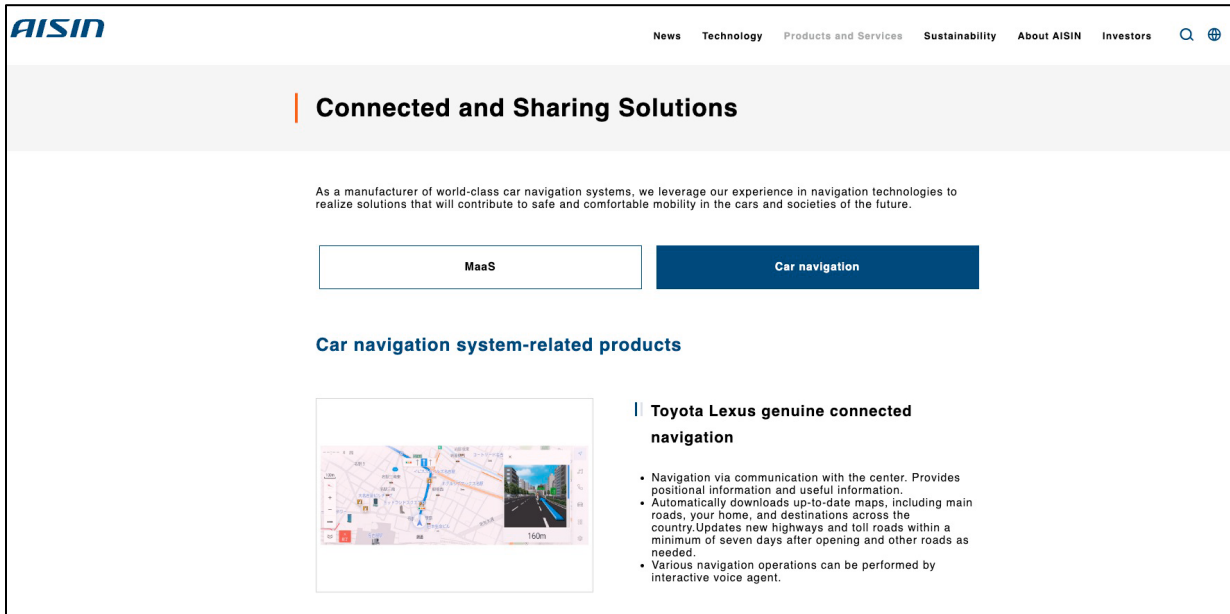 AISIN
News Technology Products and Services Sustainability About AISIN Investors
Connected and Sharing Solutions
As a manufacturer of world-class car navigation systems, we leverage our experience in navigation technologies to
realize solutions that will contribute to safe and comfortable mobility in the cars and societies of the future.
MaaS
Car navigation
Car navigation system-related products
160m
Toyota Lexus genuine connected
navigation
• Navigation via communication with the center. Provides
positional information and useful information.
• Automatically downloads up-to-date maps, including main
roads, your home, and destinations across the
country.Updates new highways and toll roads within a
minimum of seven days after opening and other roads as
needed.
• Various navigation operations can be performed by
interactive voice agent.